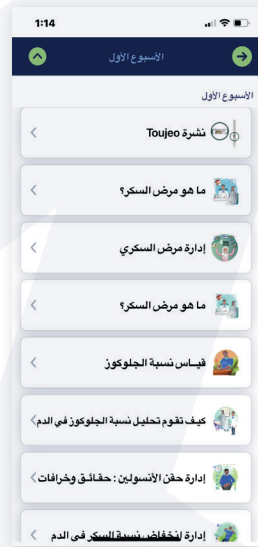 1:14
الأسبوع الأول
الأسبوع الأول
نشرة Toujeo
ما هو مرض السكر؟
إدارة مرض السكري
ما هو مرض السكر؟
قياس نسبة الجلوكوز
كيف تقوم تحليل نسبة الجلوكوز في الدم
إدارة حقن الأنسولين : حقائق وخرافات
إدارة إنخفاض نسبة السكر في الدم